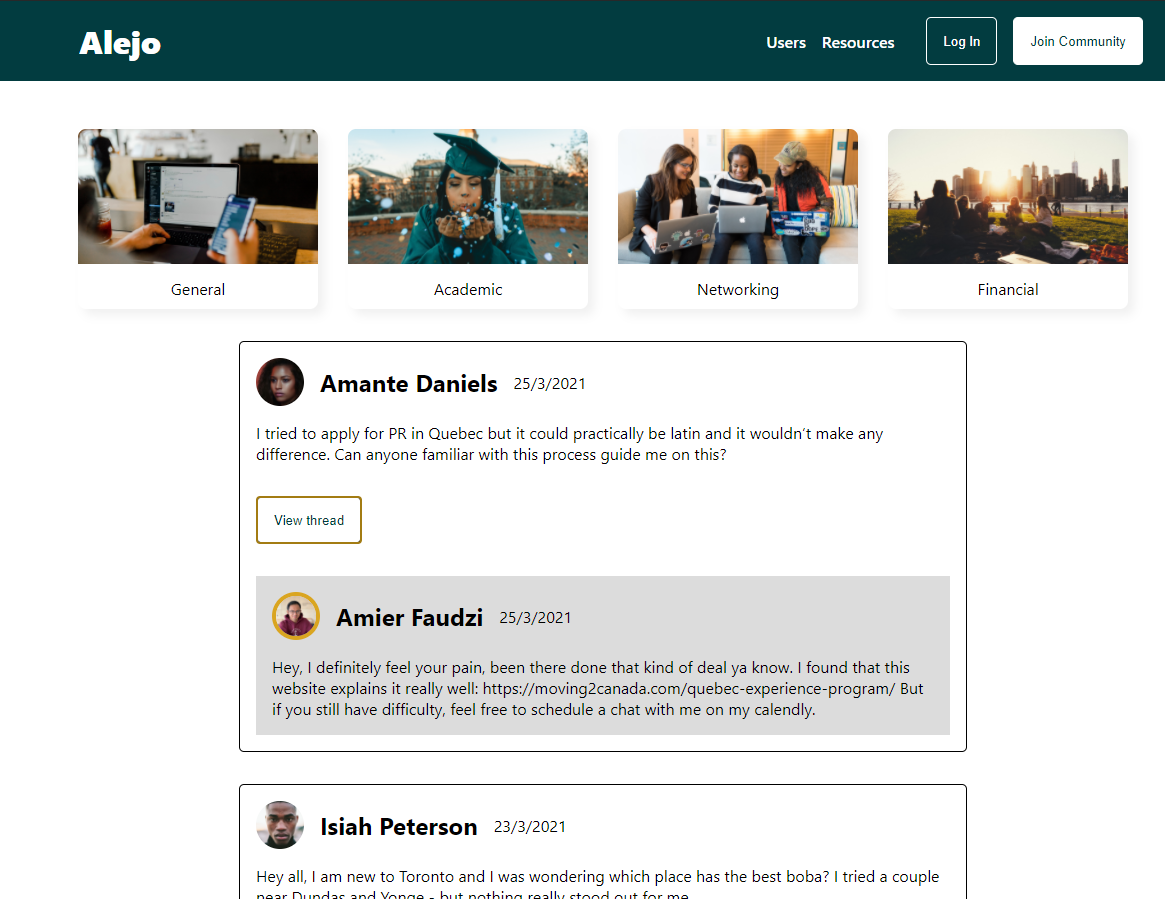 Alejo
Users Resources Log In Join Community
General Academic Networking Financial
Amante Daniels 25/3/2021
I tried to apply for PR in Quebec but it could practically be latin and it wouldn't make any
difference. Can anyone familiar with this process guide me on this?
View thread
Amier Faudzi 25/3/2021
Hey, I definitely feel your pain, been there done that kind of deal ya know. I found that this
website explains it really well: https://moving2canada.com/quebec-experience-program/ But
if you still have difficulty, feel free to schedule a chat with me on my calendly.
Isiah Peterson 23/3/2021
Hey all, I am new to Toronto and I was wondering which place has the best boba? I tried a couple
near Dundas and Yonge - but nothing really stood out for me.